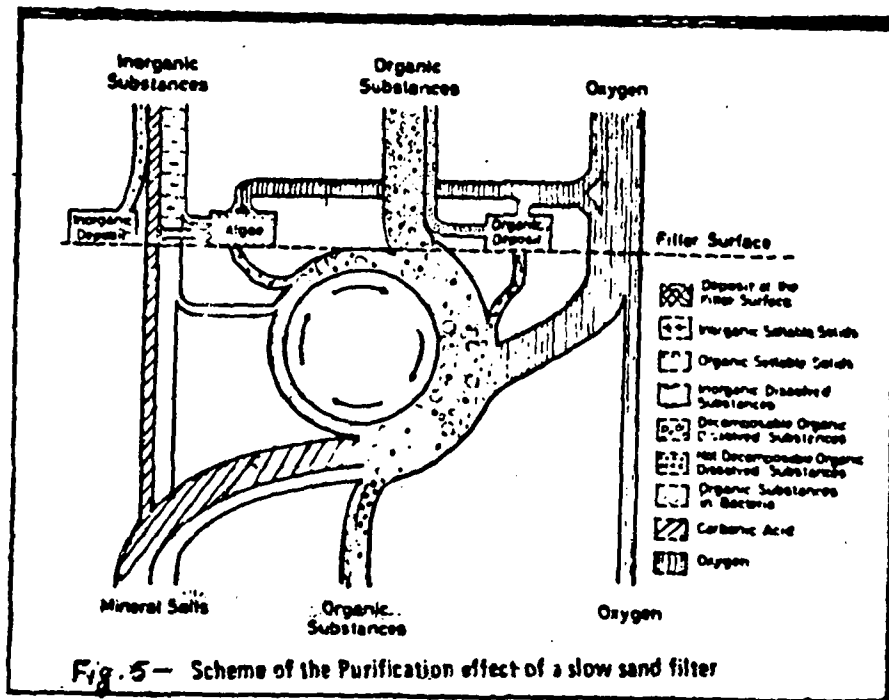 Inorganic
Substances
Organic
Substances
Oxygen
Inorganic
Deposit
Algae
Organic
Deposit
Filter Surface
Deposit at the
Filter Surface
Inorganic Setlable Solids
Organic Setlable Solids
Inorganic Dissolved
Substances
Decomposable Organic
Dissolved Substances
Not Decomposable Organic
Dissolved Substances
Organic Substances
in Bacteria
Carbonic Acid
Oxygen
Mineral Salts
Organic
Substances
Oxygen
Fig. 5 — Scheme of the Purification effect of a slow sand filter